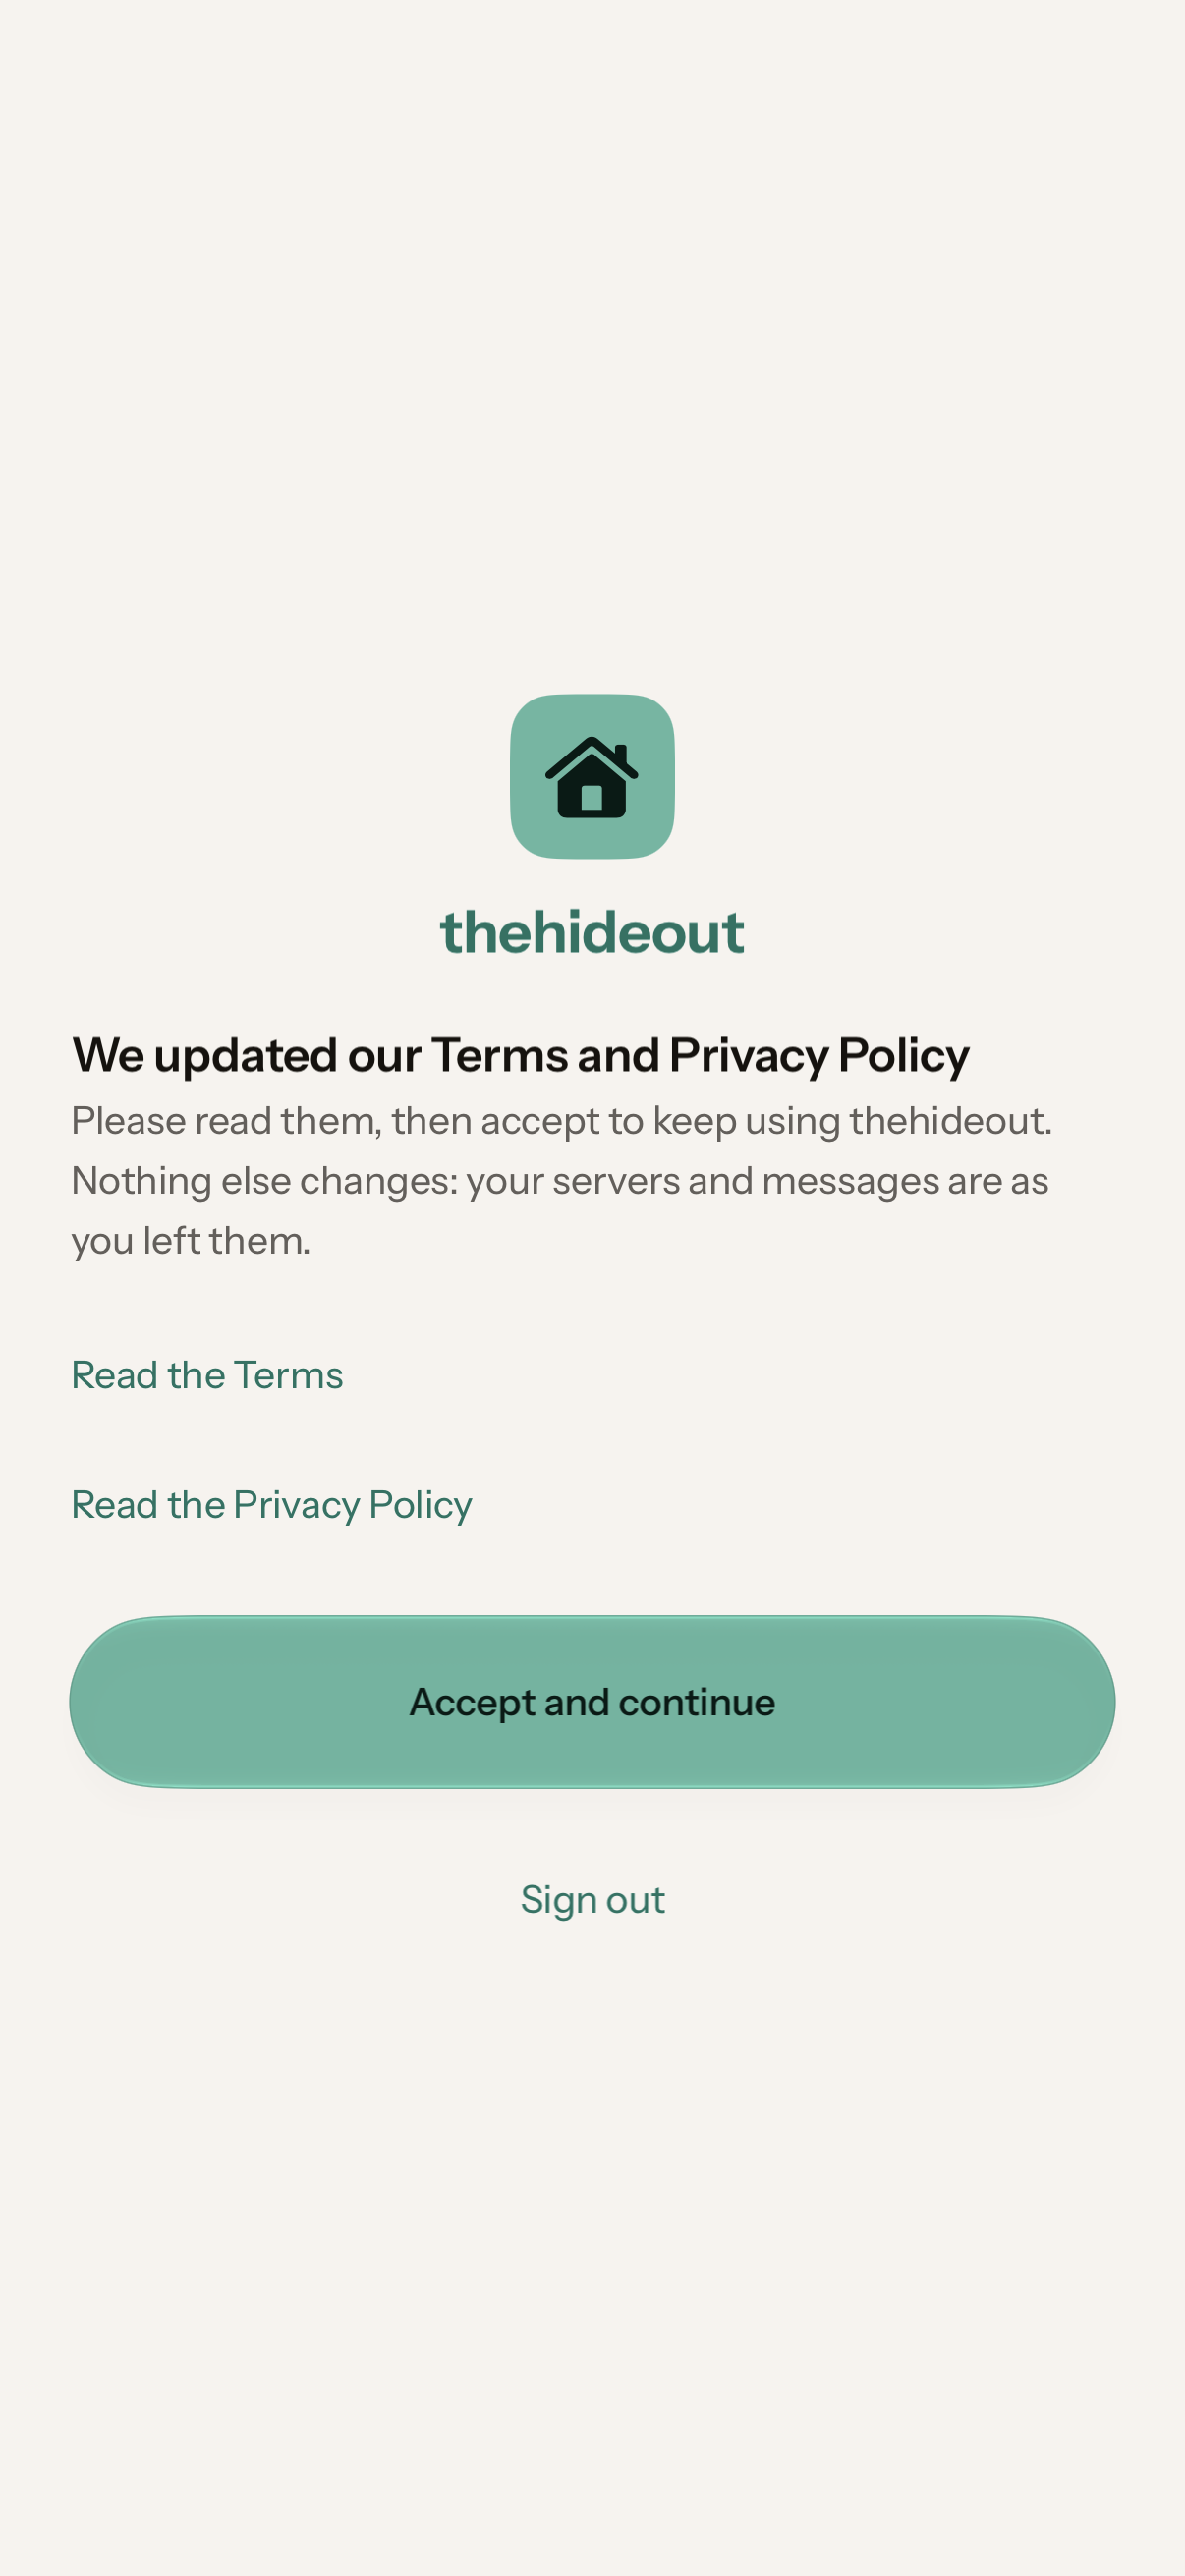 thehideout
We updated our Terms and Privacy Policy
Please read them, then accept to keep using thehideout.
Nothing else changes: your servers and messages are as
you left them.
Read the Terms
Read the Privacy Policy
Accept and continue
Sign out